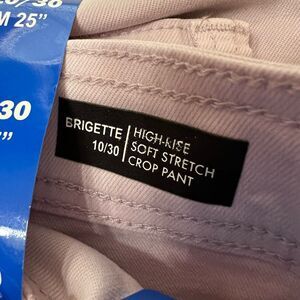 M 25"
30
BRIGETTE
10/30
HIGH-RISE
SOFT STRETCH
CROP PANT